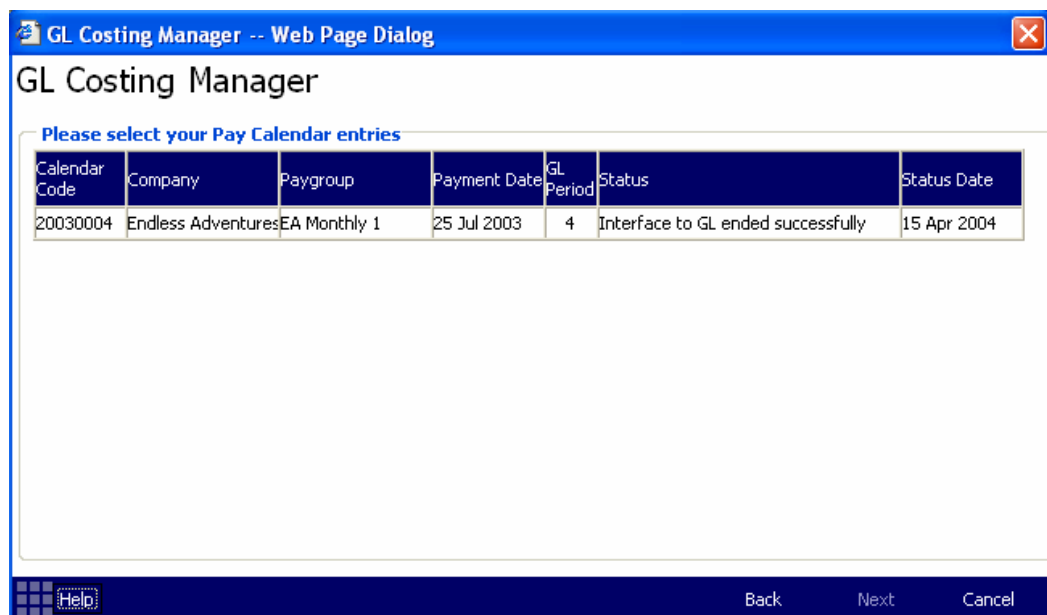 GL Costing Manager -- Web Page Dialog
GL Costing Manager
Please select your Pay Calendar entries
Calendar Code Company Paygroup Payment Date GL Period Status Status Date
20030004 Endless Adventures EA Monthly 1 25 Jul 2003 4 Interface to GL ended successfully 15 Apr 2004
Help Back Next Cancel